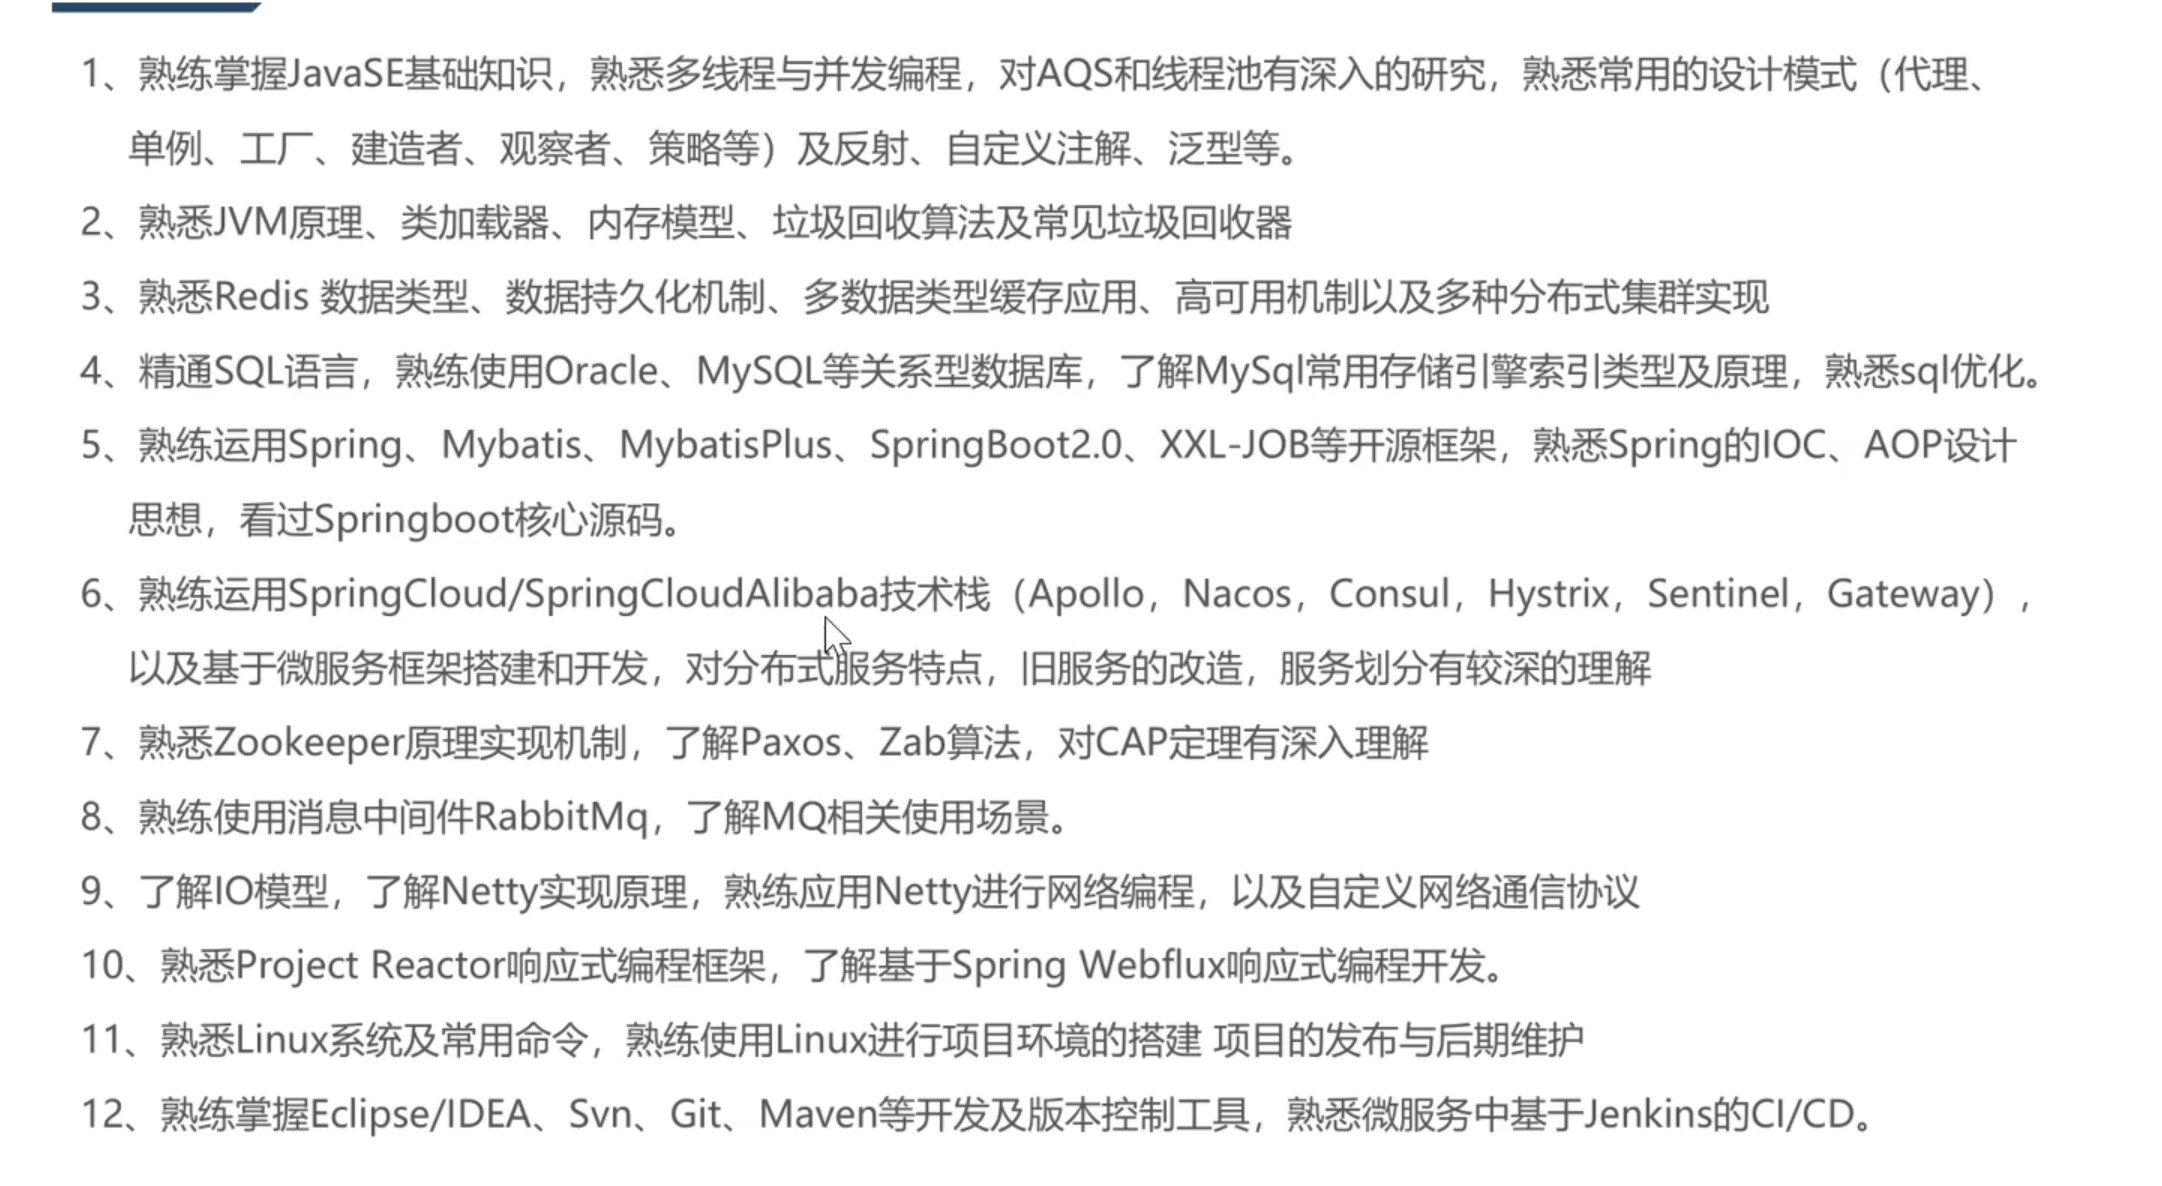 1、熟练掌握JavaSE基础知识，熟悉多线程与并发编程，对AQS和线程池有深入的研究，熟悉常用的设计模式（代理、
单例、工厂、建造者、观察者、策略等）及反射、自定义注解、泛型等。
2、熟悉JVM原理、类加载器、内存模型、垃圾回收算法及常见垃圾回收器
3、熟悉Redis 数据类型、数据持久化机制、多数据类型缓存应用、高可用机制以及多种分布式集群实现
4、精通SQL语言，熟练使用Oracle、MySQL等关系型数据库，了解MySql常用存储引擎索引类型及原理，熟悉sql优化。
5、熟练运用Spring、Mybatis、MybatisPlus、SpringBoot2.0、XXL-JOB等开源框架，熟悉Spring的IOC、AOP设计
思想，看过Springboot核心源码。
6、熟练运用SpringCloud/SpringCloudAlibaba技术栈（Apollo，Nacos，Consul，Hystrix，Sentinel，Gateway），
以及基于微服务框架搭建和开发，对分布式服务特点，旧服务的改造，服务划分有较深的理解
7、熟悉Zookeeper原理实现机制，了解Paxos、Zab算法，对CAP定理有深入理解
8、熟练使用消息中间件RabbitMq，了解MQ相关使用场景。
9、了解IO模型，了解Netty实现原理，熟练应用Netty进行网络编程，以及自定义网络通信协议
10、熟悉Project Reactor响应式编程框架，了解基于Spring Webflux响应式编程开发。
11、熟悉Linux系统及常用命令，熟练使用Linux进行项目环境的搭建 项目的发布与后期维护
12、熟练掌握Eclipse/IDEA、Svn、Git、Maven等开发及版本控制工具，熟悉微服务中基于Jenkins的CI/CD。